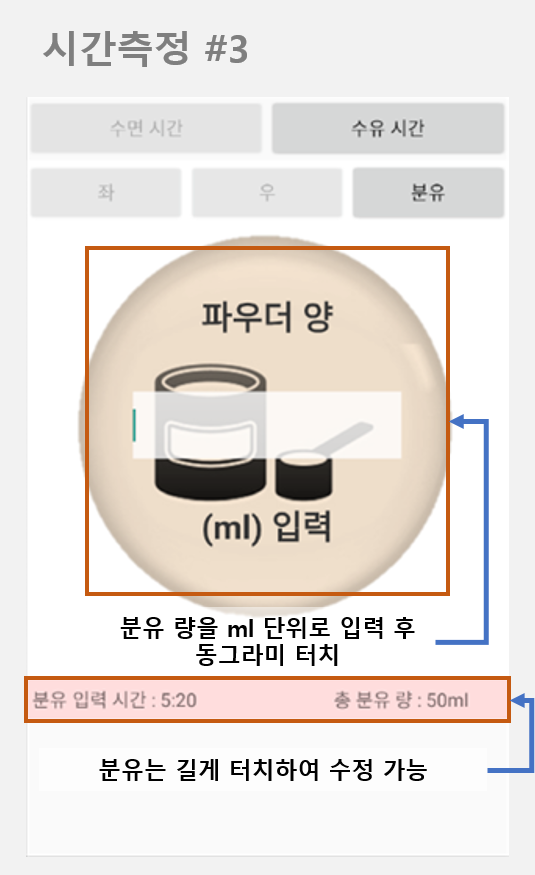 시간측정 #3
수면 시간
수유 시간
좌
우
분유
파우더 양
(ml) 입력
분유 량을 ml 단위로 입력 후
동그라미 터치
분유 입력 시간 : 5:20
총 분유 량 : 50ml
분유는 길게 터치하여 수정 가능